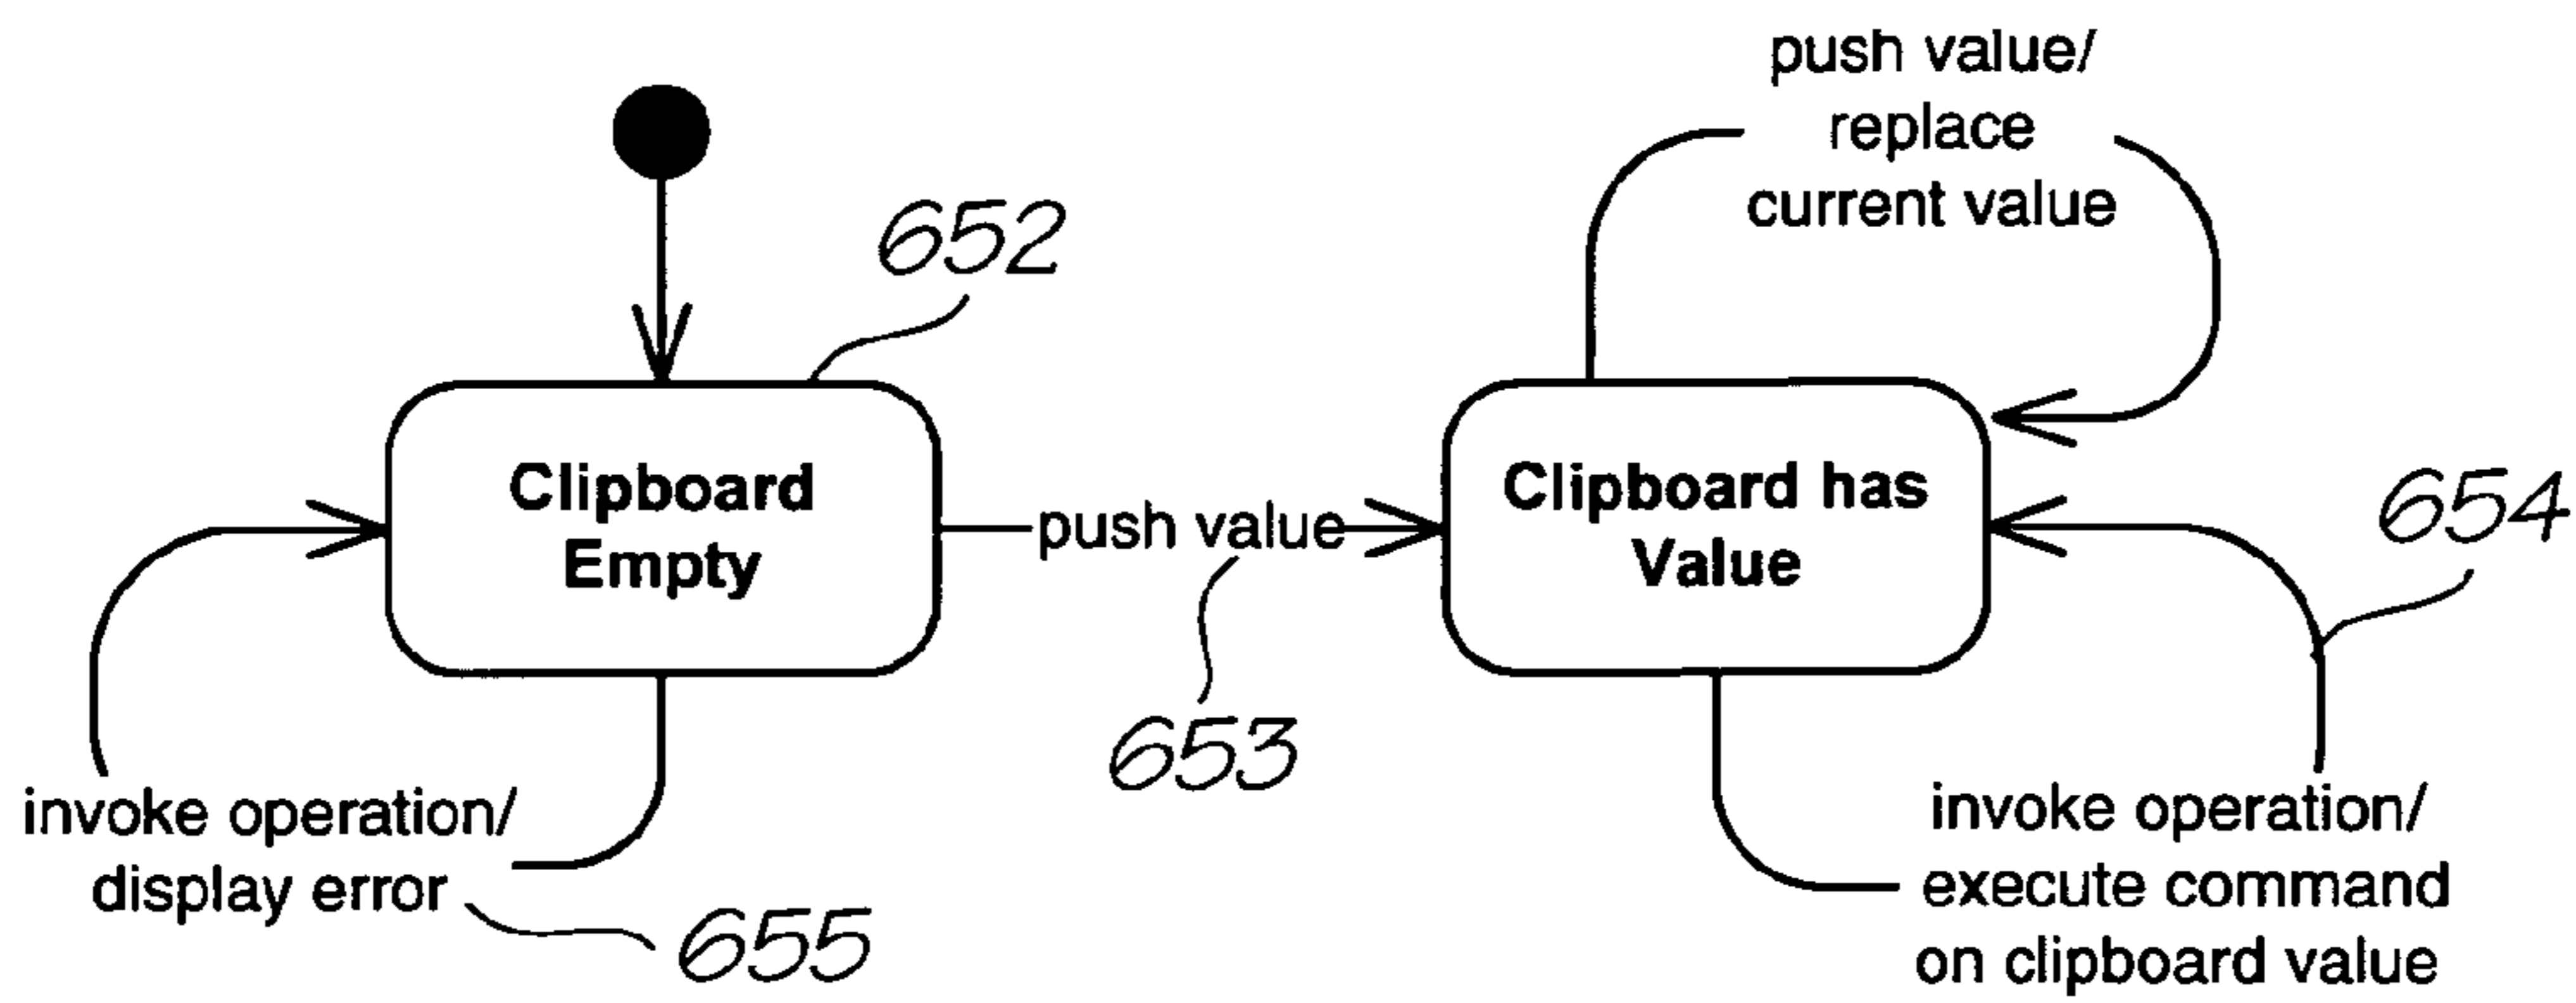 push value/
replace
current value
652
Clipboard
Empty
push value
Clipboard has
Value
654
653
invoke operation/
display error
655
invoke operation/
execute command
on clipboard value